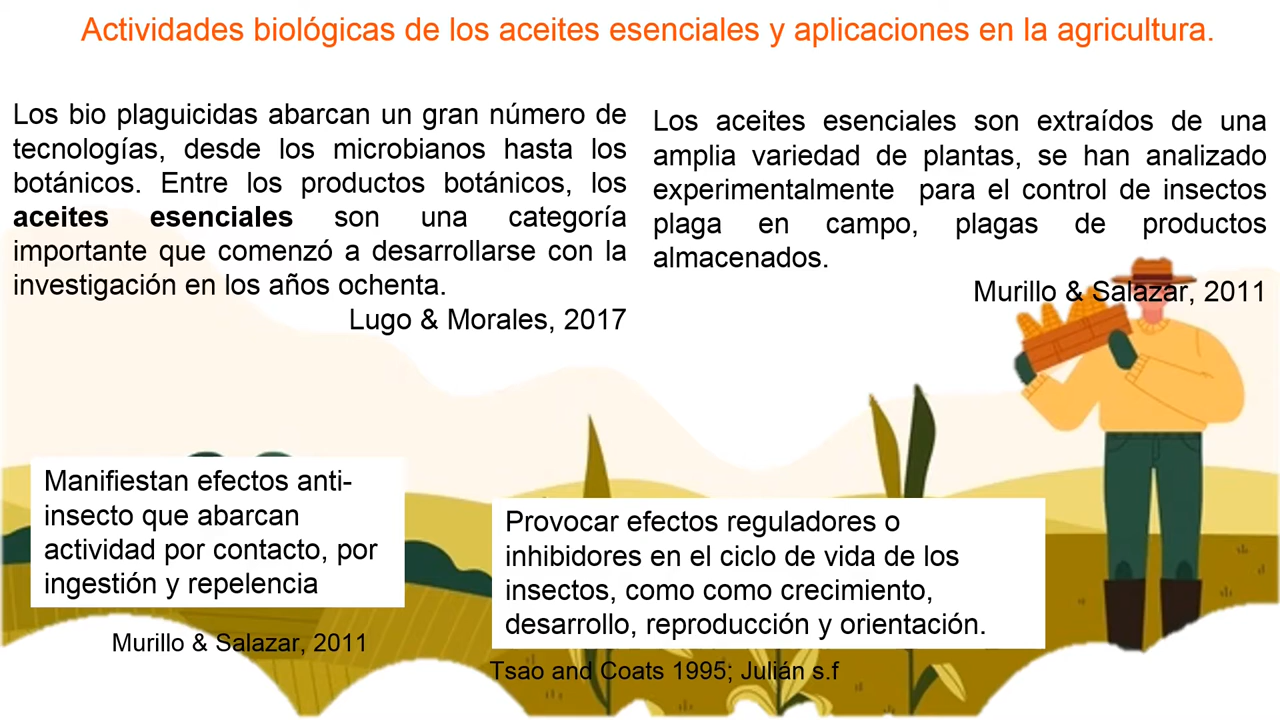 Actividades biológicas de los aceites esenciales y aplicaciones en la agricultura.
Los bio plaguicidas abarcan un gran número de
tecnologías, desde los microbianos hasta los
botánicos. Entre los productos botánicos, los
aceites esenciales son una categoría
importante que comenzó a desarrollarse con la
investigación en los años ochenta.
Lugo & Morales, 2017
Los aceites esenciales son extraídos de una
amplia variedad de plantas, se han analizado
experimentalmente para el control de insectos
plaga en campo, plagas de productos
almacenados.
Murillo & Salazar, 2011
Manifiestan efectos anti-
insecto que abarcan
actividad por contacto, por
ingestión y repelencia
Murillo & Salazar, 2011
Provocar efectos reguladores o
inhibidores en el ciclo de vida de los
insectos, como como crecimiento,
desarrollo, reproducción y orientación.
Tsao and Coats 1995; Julián s.f